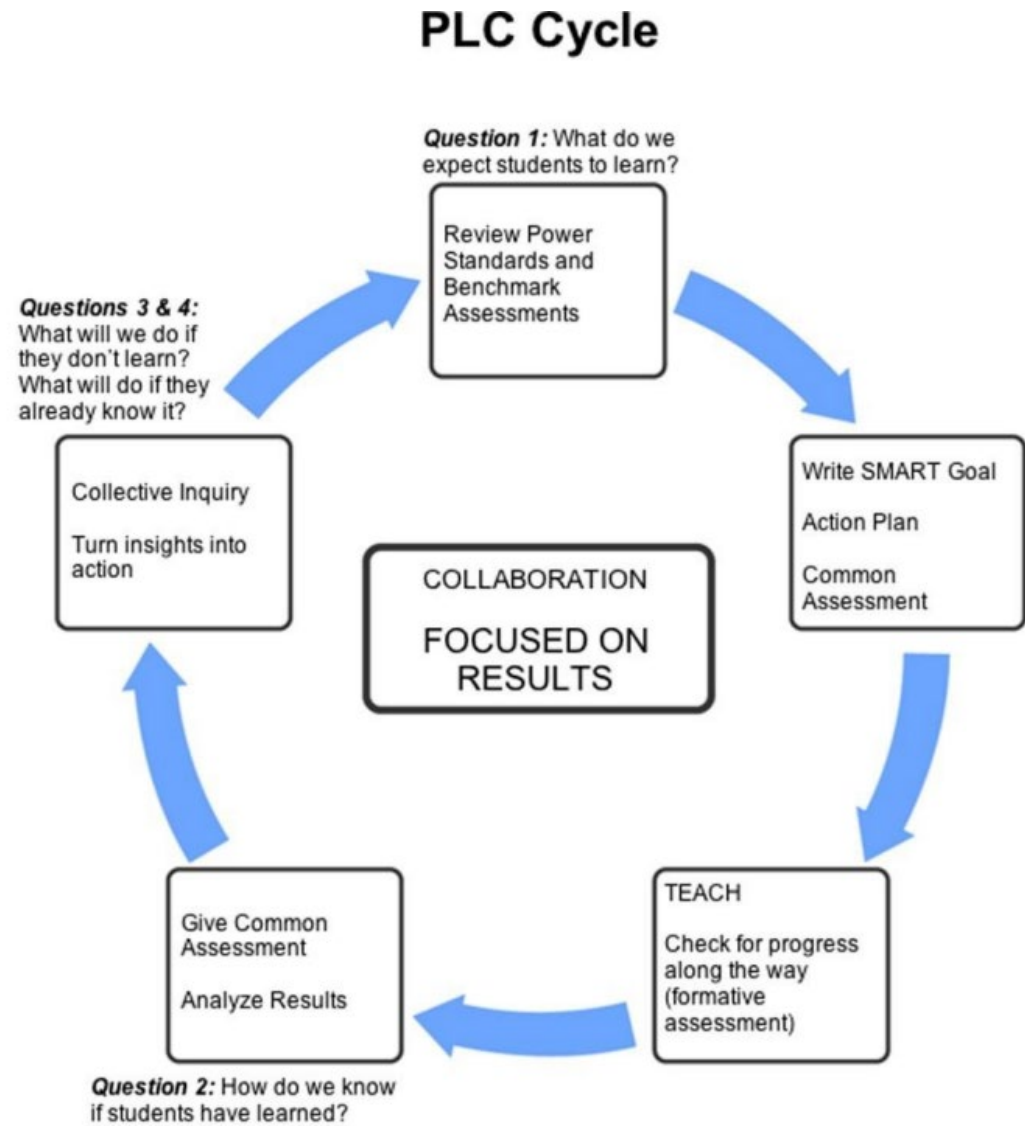 PLC Cycle
Question 1: What do we
expect students to learn?
Review Power
Standards and
Benchmark
Assessments
Questions 3 & 4:
What will we do if
they don't learn?
What will do if they
already know it?
Write SMART Goal
Action Plan
Common
Assessment
Collective Inquiry
Turn insights into
action
COLLABORATION
FOCUSED ON
RESULTS
TEACH
Check for progress
along the way
(formative
assessment)
Give Common
Assessment
Analyze Results
Question 2: How do we know
if students have learned?